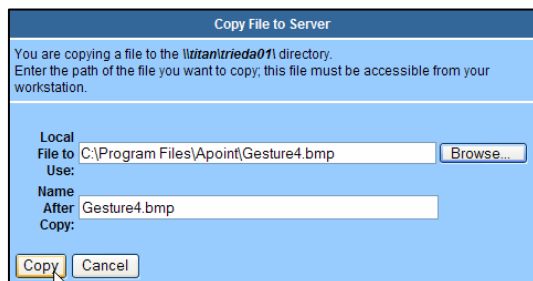 Copy File to Server
You are copying a file to the \\titan\trieda01\ directory.
Enter the path of the file you want to copy; this file must be accessible from your
workstation.
Local
File to C:\Program Files\Apoint\Gesture4.bmp Browse...
Use:
Name
After Gesture4.bmp
Copy:
Copy Cancel